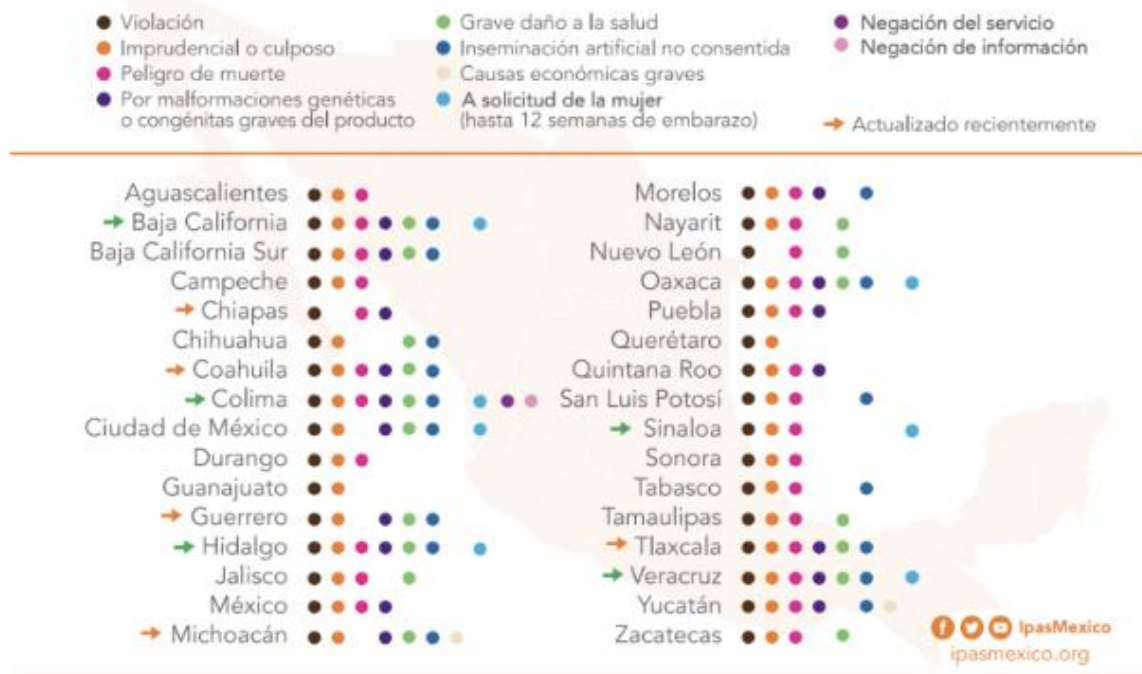 Violación
Imprudencial o culposo
Peligro de muerte
Por malformaciones genéticas
o congénitas graves del producto
Grave daño a la salud
Inseminación artificial no consentida
Causas económicas graves
A solicitud de la mujer
(hasta 12 semanas de embarazo)
Negación del servicio
Negación de información
Actualizado recientemente
Aguascalientes
Baja California
Baja California Sur
Campeche
Chiapas
Chihuahua
Coahuila
Colima
Ciudad de México
Durango
Guanajuato
Guerrero
Hidalgo
Jalisco
México
Michoacán
Morelos
Nayarit
Nuevo León
Oaxaca
Puebla
Querétaro
Quintana Roo
San Luis Potosí
Sinaloa
Sonora
Tabasco
Tamaulipas
Tlaxcala
Veracruz
Yucatán
Zacatecas
IpasMexico
ipasmexico.org